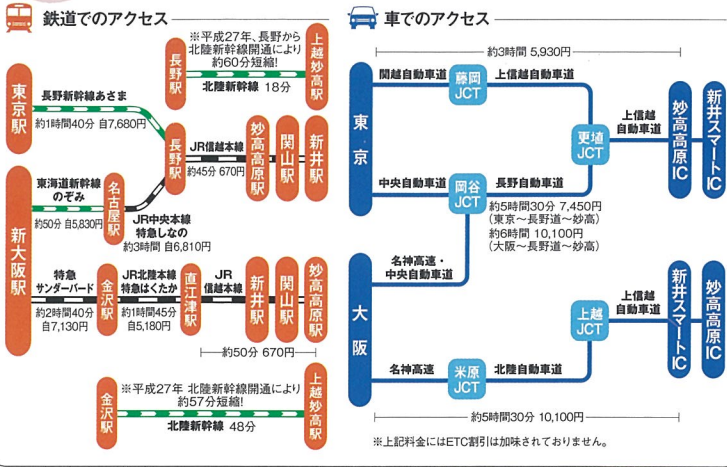 鉄道でのアクセス
※平成27年、長野から
北陸新幹線開通により
約60分短縮!
長野駅
北陸新幹線 18分
上越妙高駅
東京駅
長野新幹線あさま
約1時間40分 自7,680円
長野駅
JR信越本線
約45分 670円
妙高高原駅
関山駅
新井駅
新大阪駅
東海道新幹線
のぞみ
約50分 自5,830円
名古屋駅
JR中央本線
特急しなの
約3時間 自6,810円
特急
サンダーバード
約2時間40分
自7,130円
金沢駅
JR北陸本線
特急はくたか
約1時間45分
自5,180円
直江津駅
JR
信越本線
新井駅
関山駅
妙高高原駅
約50分 670円
金沢駅
※平成27年 北陸新幹線開通により
約57分短縮!
北陸新幹線 48分
上越妙高駅
車でのアクセス
約3時間 5,930円
東京
関越自動車道
藤岡
JCT
上信越自動車道
更埴
JCT
上信越
自動車道
妙高高原IC
新井スマートIC
中央自動車道
岡谷
JCT
長野自動車道
約5時間30分 7,450円
(東京〜長野道〜妙高)
約6時間 10,100円
(大阪〜長野道〜妙高)
名神高速・
中央自動車道
大阪
名神高速
米原
JCT
北陸自動車道
上越
JCT
上信越
自動車道
新井スマートIC
妙高高原IC
約5時間30分 10,100円
※上記料金にはETC割引は加味されておりません。